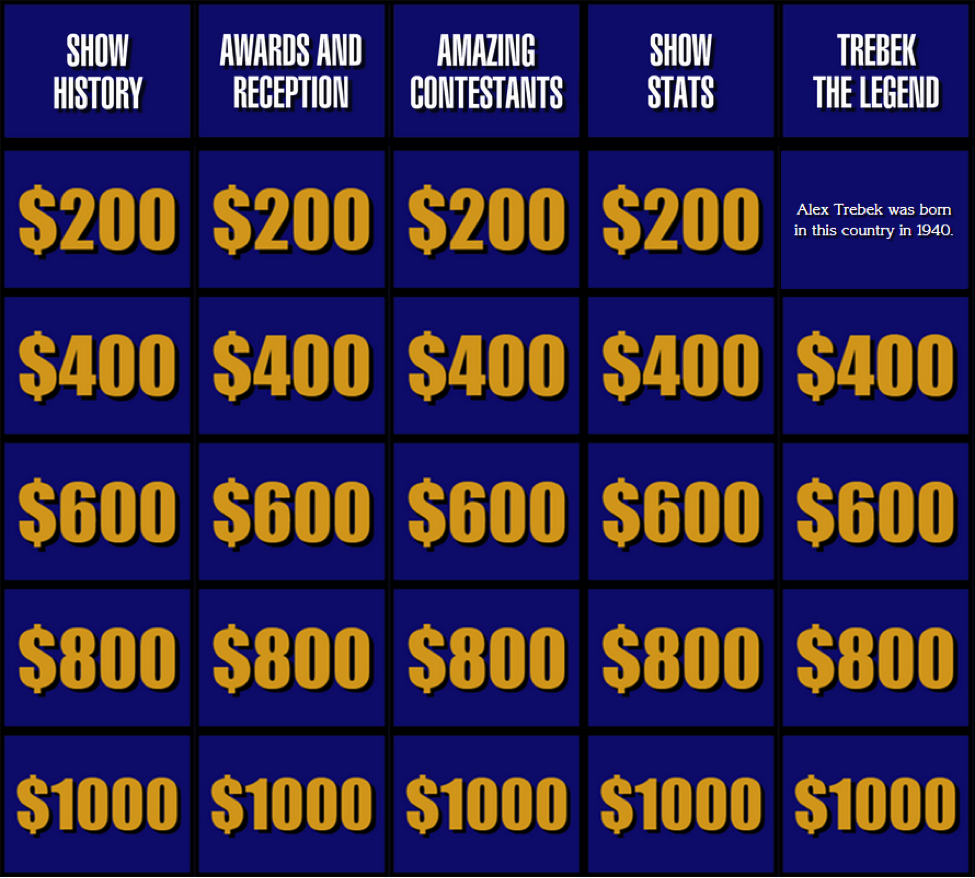 SHOW
HISTORY
AWARDS AND
RECEPTION
AMAZING
CONTESTANTS
SHOW
STATS
TREBEK
THE LEGEND
$200
$200
$200
$200
Alex Trebek was born
in this country in 1940.
$400
$400
$400
$400
$400
$600
$600
$600
$600
$600
$800
$800
$800
$800
$800
$1000
$1000
$1000
$1000
$1000